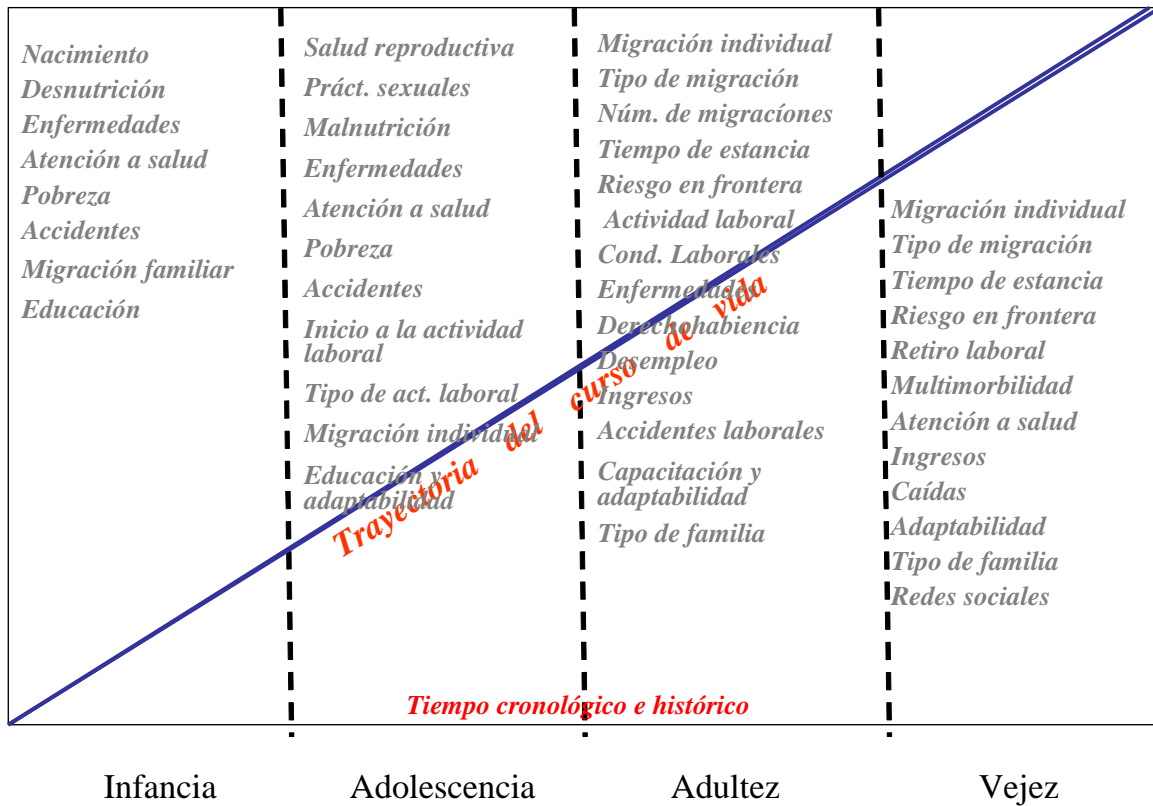 Nacimiento
Desnutrición
Enfermedades
Atención a salud
Pobreza
Accidentes
Migración familiar
Educación
Salud reproductiva
Práct. sexuales
Malnutrición
Enfermedades
Atención a salud
Pobreza
Accidentes
Inicio a la actividad
laboral
Tipo de act. laboral
Migración individual
Educación y
adaptabilidad
Migración individual
Tipo de migración
Núm. de migracíones
Tiempo de estancia
Riesgo en frontera
Actividad laboral
Cond. Laborales
Enfermedades
Derechohabiencia
Desempleo
Ingresos
Accidentes laborales
Capacitación y
adaptabilidad
Tipo de familia
Migración individual
Tipo de migración
Tiempo de estancia
Riesgo en frontera
Retiro laboral
Multimorbilidad
Atención a salud
Ingresos
Caídas
Adaptabilidad
Tipo de familia
Redes sociales
Trayectoria del curso de vida
Tiempo cronológico e histórico
Infancia
Adolescencia
Adultez
Vejez